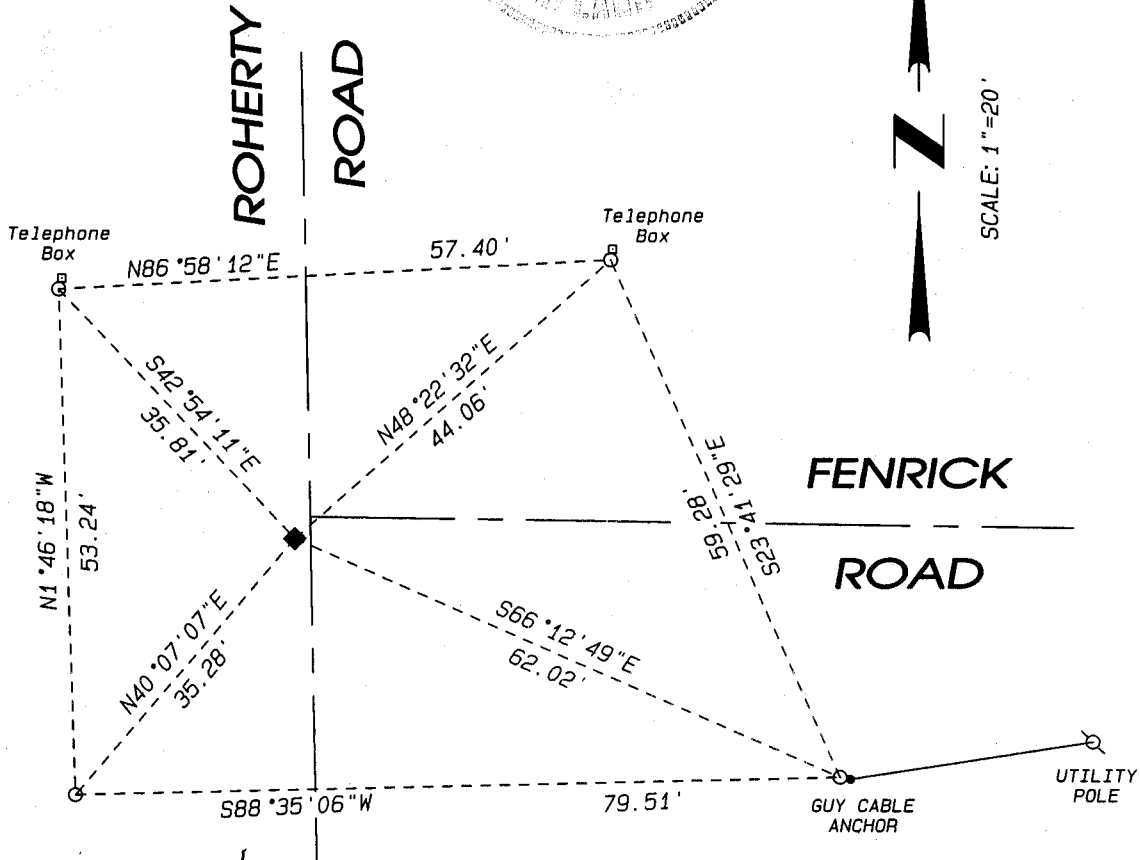 ROHERTY
ROAD
N
SCALE: 1"=20'
Telephone
Box
Telephone
Box
N86°58'12"E
57.40'
S42°54'11"E
35.81'
N48°22'32"E
44.06'
S23°41'29"E
59.28'
FENRICK
ROAD
N1°46'18"W
53.24'
N40°07'07"E
35.28'
S66°12'49"E
62.02'
S88°35'06"W
79.51'
GUY CABLE
ANCHOR
UTILITY
POLE